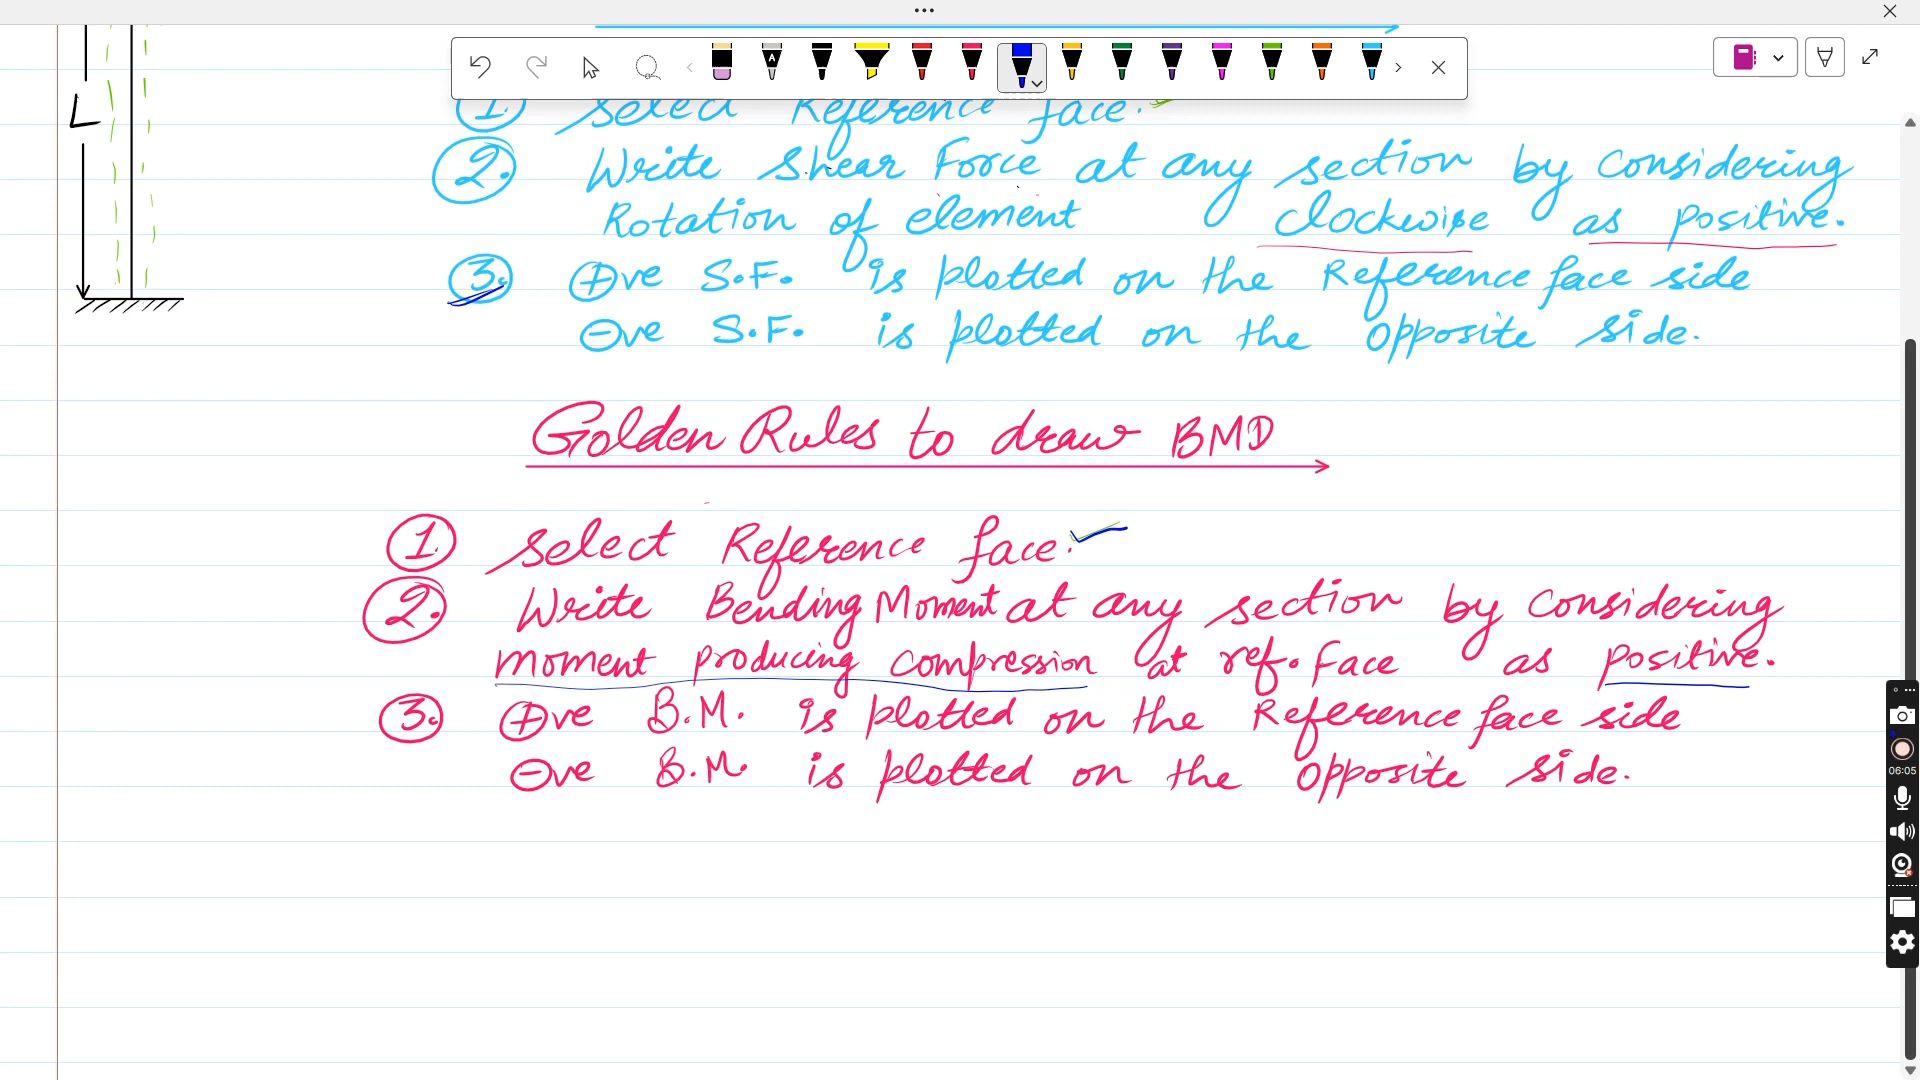 L
① Select Reference face.
②. Write Shear Force at any section by Considering
Rotation of element clockwise as positive.
③. ⊕ve S.F. is plotted on the Reference face side
⊖ve S.F. is plotted on the Opposite side.
Golden Rules to draw BMD
① Select Reference face.
②. Write Bending Moment at any section by Considering
moment producing compression at ref. face as positive.
③. ⊕ve B.M. is plotted on the Reference face side
⊖ve B.M. is plotted on the Opposite side.
06:05